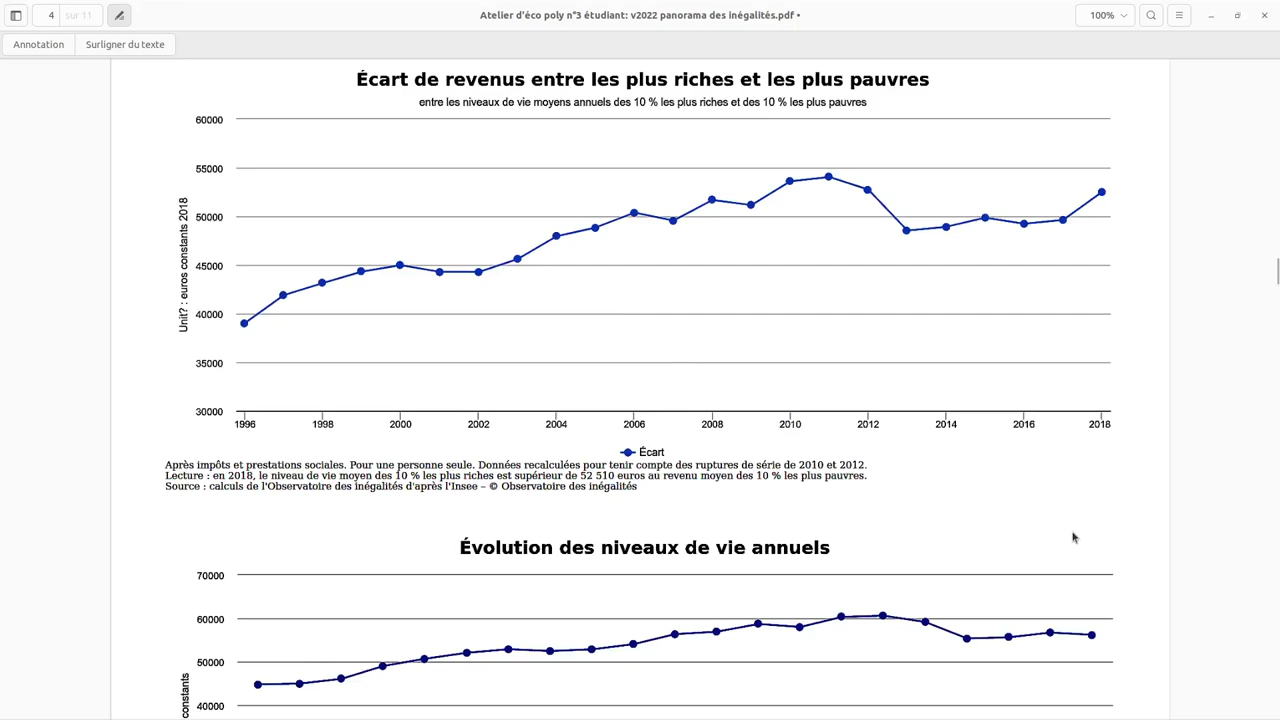 4 sur 11
Atelier d'éco poly n°3 étudiant: v2022 panorama des inégalités.pdf •
100%
Annotation
Surligner du texte
Écart de revenus entre les plus riches et les plus pauvres
entre les niveaux de vie moyens annuels des 10 % les plus riches et des 10 % les plus pauvres
60000
55000
50000
45000
40000
35000
30000
Unit? : euros constants 2018
1996 1998 2000 2002 2004 2006 2008 2010 2012 2014 2016 2018
Écart
Après impôts et prestations sociales. Pour une personne seule. Données recalculées pour tenir compte des ruptures de série de 2010 et 2012.
Lecture : en 2018, le niveau de vie moyen des 10 % les plus riches est supérieur de 52 510 euros au revenu moyen des 10 % les plus pauvres.
Source : calculs de l'Observatoire des inégalités d'après l'Insee – © Observatoire des inégalités
Évolution des niveaux de vie annuels
70000
60000
50000
40000
constants